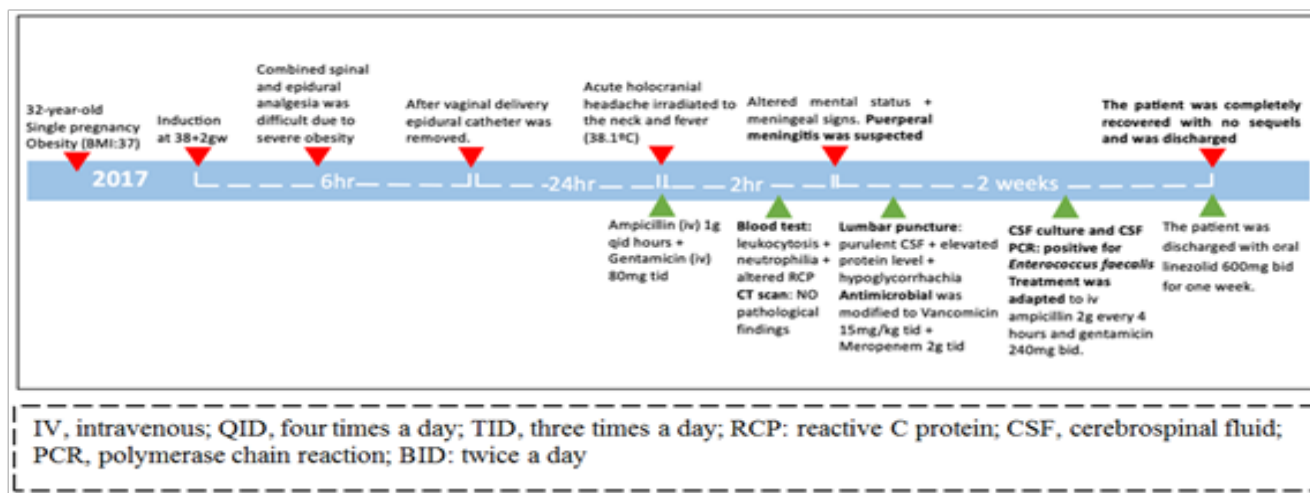 32-year-old
Single pregnancy
Obesity (BMI:37)
Induction
at 38+2gw
Combined spinal
and epidural
analgesia was
difficult due to
severe obesity
After vaginal delivery
epidural catheter was
removed.
Acute holocranial
headache irradiated to
the neck and fever
(38.1ºC)
Altered mental status +
meningeal signs. Puerperal
meningitis was suspected
The patient was completely
recovered with no sequels
and was discharged
2017
6hr
24hr
2hr
2 weeks
Ampicillin (iv) 1g
qid hours +
Gentamicin (iv)
80mg tid
Blood test:
leukocytosis +
neutrophilia +
altered RCP
CT scan: NO
pathological
findings
Lumbar puncture:
purulent CSF + elevated
protein level +
hypoglycorrhachia
Antimicrobial was
modified to Vancomicin
15mg/kg tid +
Meropenem 2g tid
CSF culture and CSF
PCR: positive for
Enterococcus faecalis
Treatment was
adapted to iv
ampicillin 2g every 4
hours and gentamicin
240mg bid.
The patient was
discharged with oral
linezolid 600mg bid
for one week.
IV, intravenous; QID, four times a day; TID, three times a day; RCP: reactive C protein; CSF, cerebrospinal fluid;
PCR, polymerase chain reaction; BID: twice a day